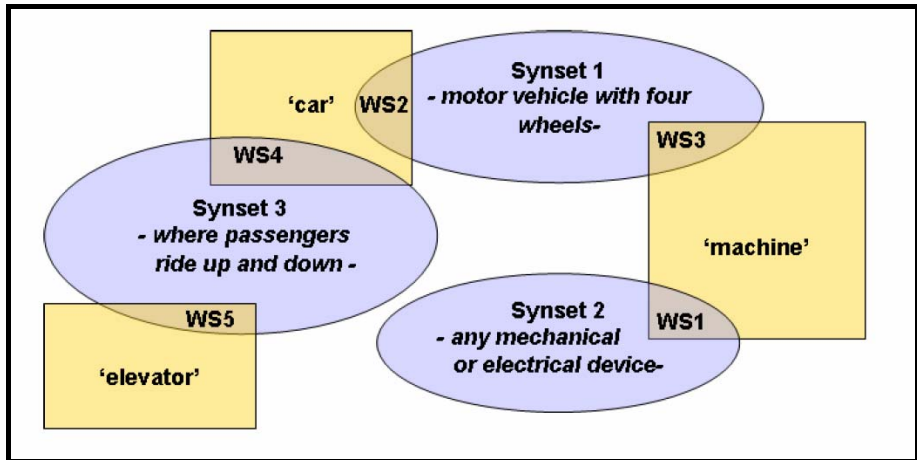 Synset 1
- motor vehicle with four
wheels-
'car'
WS2
WS3
WS4
Synset 3
- where passengers
ride up and down -
'machine'
Synset 2
- any mechanical
or electrical device-
WS1
WS5
'elevator'